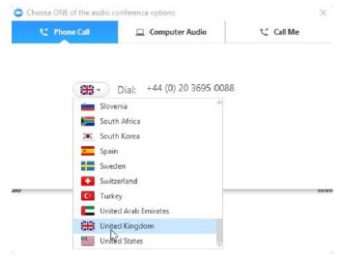 Choose ONE of the audio conference options
Phone Call
Computer Audio
Call Me
Dial: +44 (0) 20 3695 0088
Slovenia
South Africa
South Korea
Spain
Sweden
Switzerland
Turkey
United Arab Emirates
United Kingdom
United States